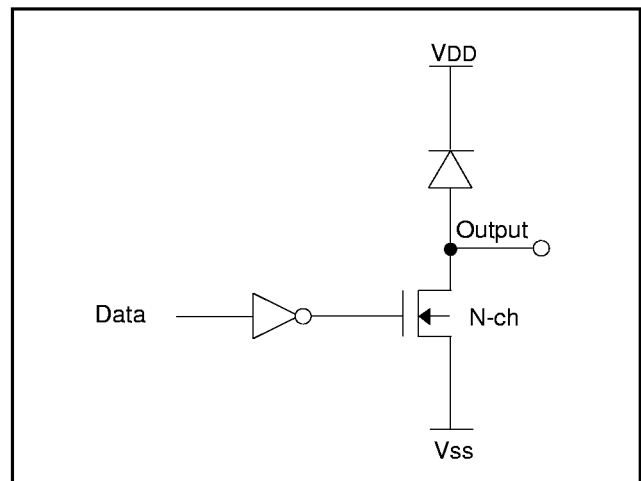 VDD
Output
Data
N-ch
Vss